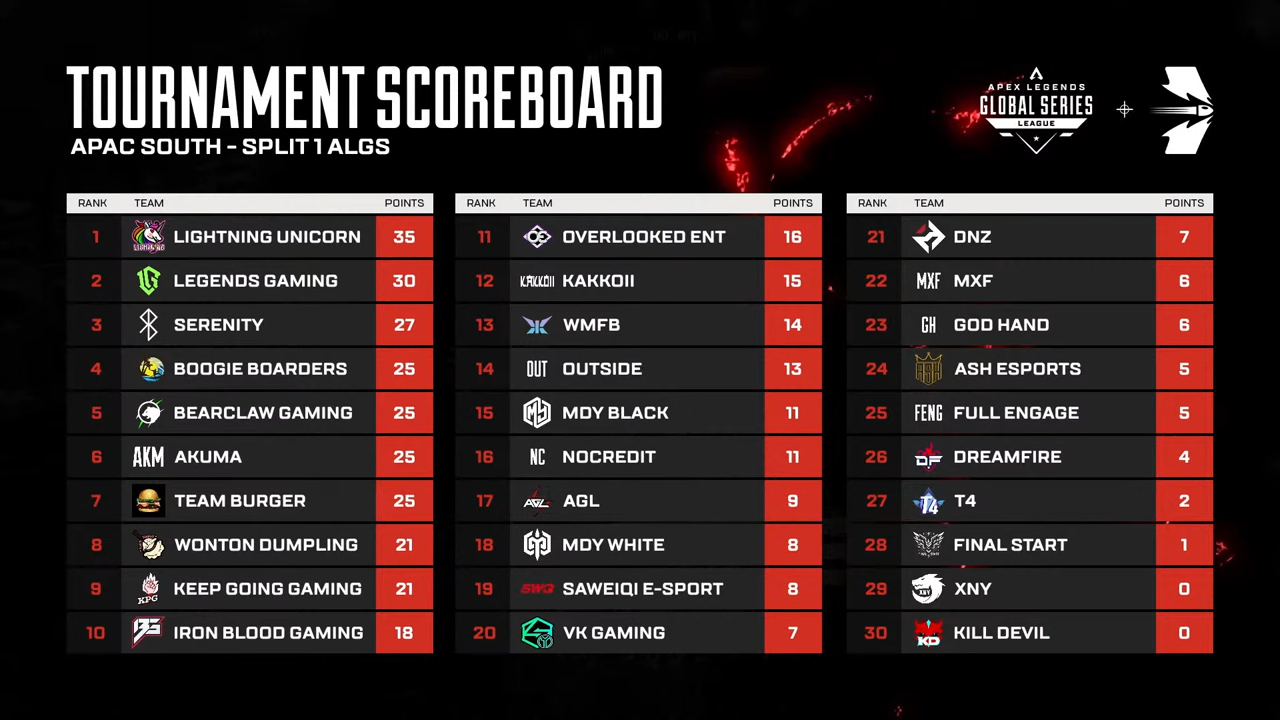 TOURNAMENT SCOREBOARD
APAC SOUTH - SPLIT 1 ALGS
APEX LEGENDS
GLOBAL SERIES
LEAGUE
RANK TEAM POINTS
1 LIGHTNING UNICORN 35
2 LEGENDS GAMING 30
3 SERENITY 27
4 BOOGIE BOARDERS 25
5 BEARCLAW GAMING 25
6 AKM AKUMA 25
7 TEAM BURGER 25
8 WONTON DUMPLING 21
9 KPG KEEP GOING GAMING 21
10 IRON BLOOD GAMING 18
RANK TEAM POINTS
11 OVERLOOKED ENT 16
12 KAKKOII KAKKOII 15
13 WMFB 14
14 OUT OUTSIDE 13
15 MDY BLACK 11
16 NC NOCREDIT 11
17 AGL AGL 9
18 MDY WHITE 8
19 SWQ SAWEIQI E-SPORT 8
20 VK GAMING 7
RANK TEAM POINTS
21 DNZ 7
22 MXF MXF 6
23 GH GOD HAND 6
24 ASH ASH ESPORTS 5
25 FENG FULL ENGAGE 5
26 DF DREAMFIRE 4
27 T4 T4 2
28 FINAL START 1
29 XNY XNY 0
30 KD KILL DEVIL 0